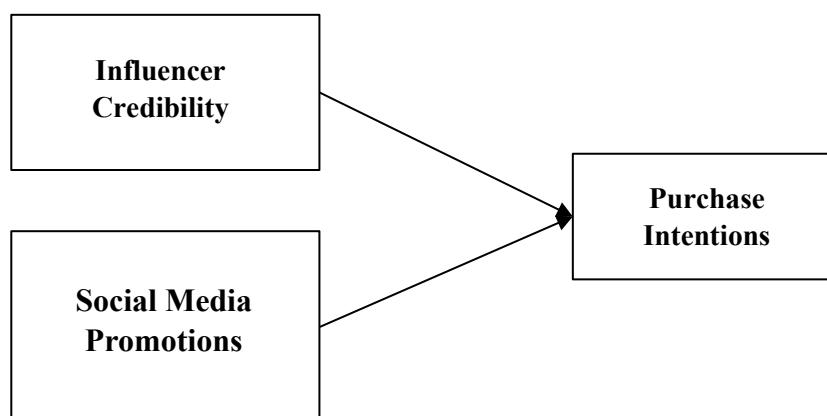 Influencer
Credibility
Purchase
Intentions
Social Media
Promotions